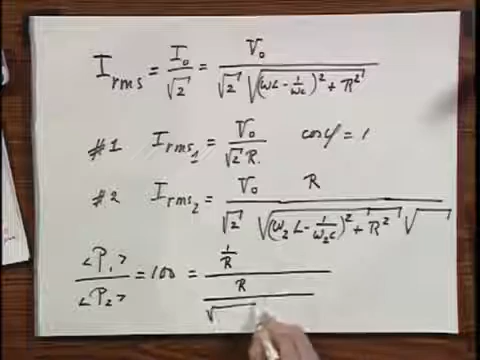 I_rms = I₀/√2 = V₀/(√2 √((ωL - 1/ωC)² + R²))
#1 I_rms₁ = V₀/(√2 R.) cosφ = 1
#2 I_rms₂ = V₀ R/(√2 √((ω₂L - 1/(ω₂C))² + R²) √
<P₁>/<P₂> = 100 = (1/R)/(R/√